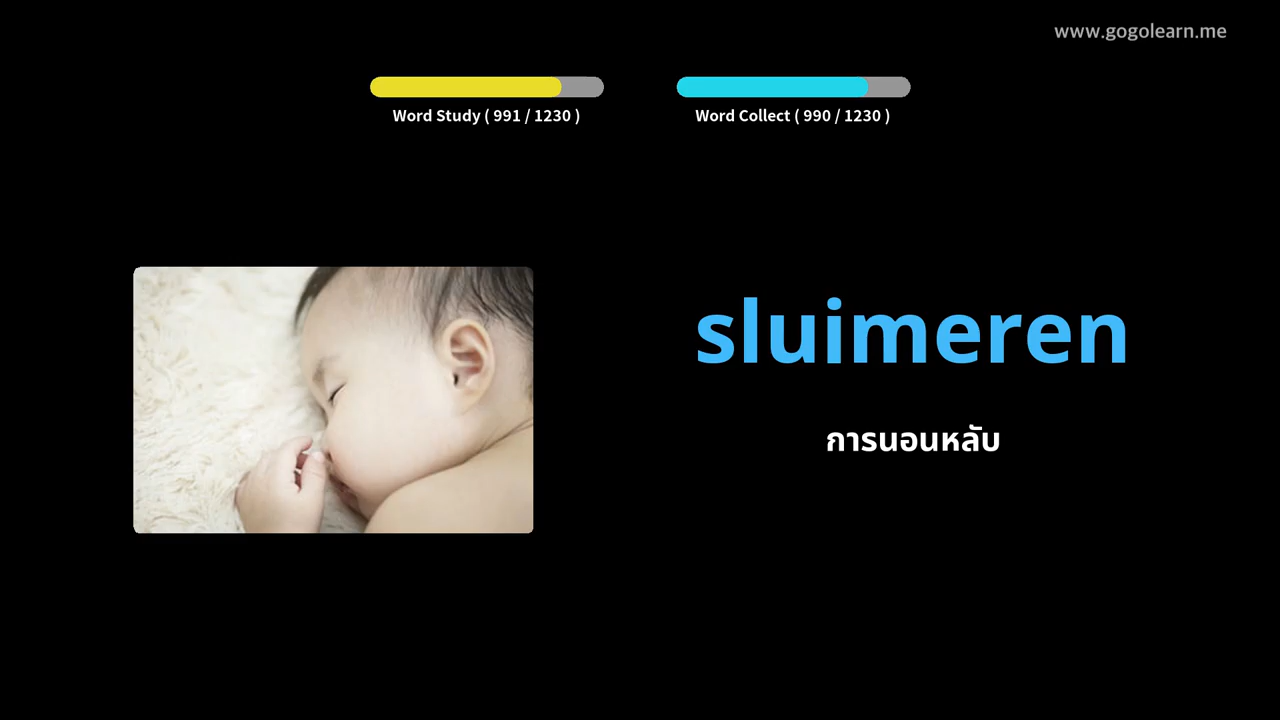 www.gogolearn.me
Word Study ( 991 / 1230 )
Word Collect ( 990 / 1230 )
sluimeren
การนอนหลับ